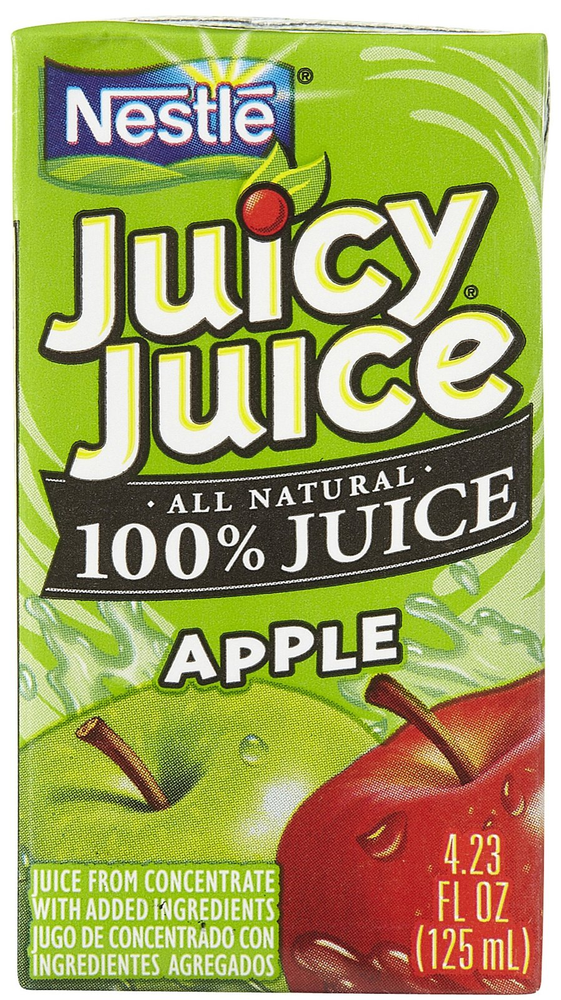 Nestlé®
Juicy
Juice®
• ALL NATURAL •
100% JUICE
APPLE
JUICE FROM CONCENTRATE
WITH ADDED INGREDIENTS
JUGO DE CONCENTRADO CON
INGREDIENTES AGREGADOS
4.23
FL OZ
(125 mL)